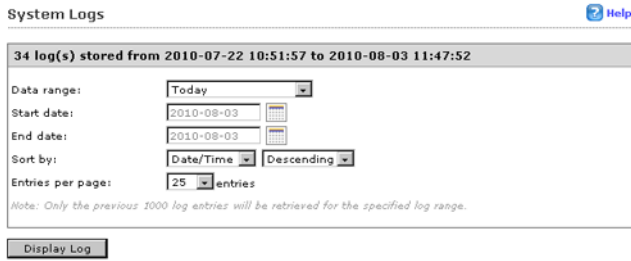 System Logs
Help
34 log(s) stored from 2010-07-22 10:51:57 to 2010-08-03 11:47:52
Data range: Today
Start date: 2010-08-03
End date: 2010-08-03
Sort by: Date/Time Descending
Entries per page: 25 entries
Note: Only the previous 1000 log entries will be retrieved for the specified log range.
Display Log